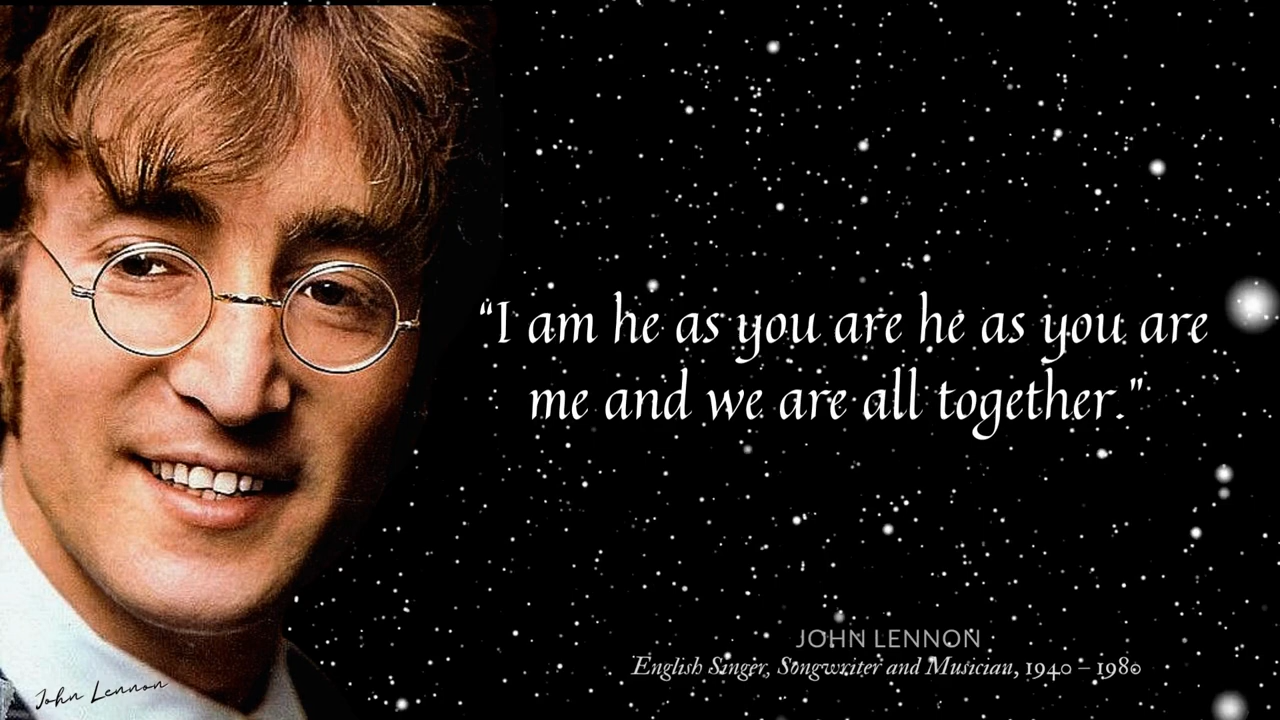 “I am he as you are he as you are
me and we are all together.”
JOHN LENNON
English Singer, Songwriter and Musician, 1940 – 1980
John Lennon